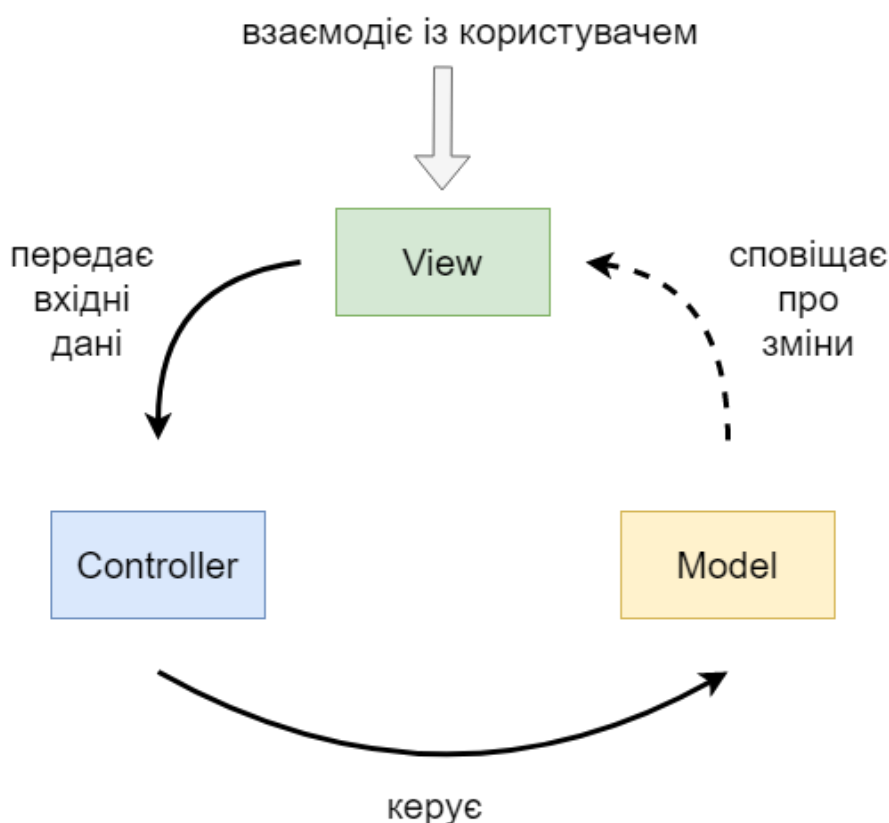 взаємодіє із користувачем
View
передає
вхідні
дані
сповіщає
про
зміни
Controller
Model
керує